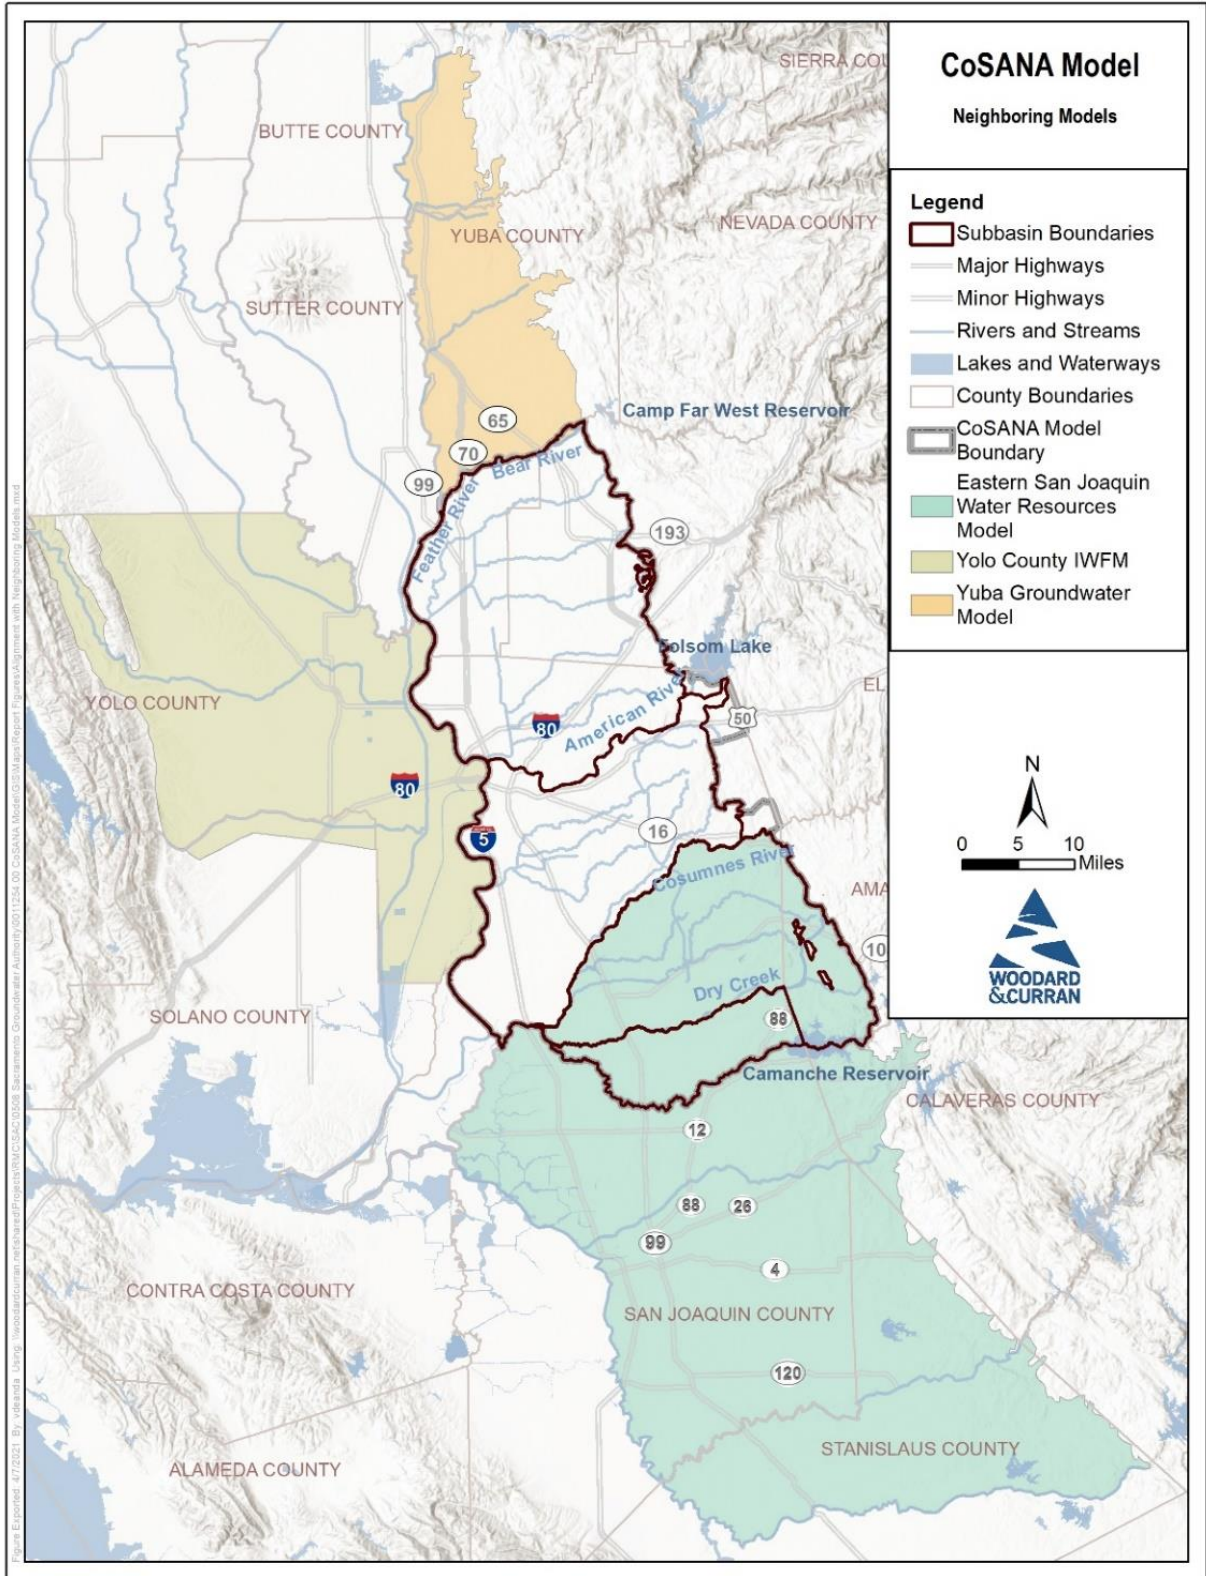 CoSANA Model
Neighboring Models
Legend
Subbasin Boundaries
Major Highways
Minor Highways
Rivers and Streams
Lakes and Waterways
County Boundaries
CoSANA Model
Boundary
Eastern San Joaquin
Water Resources
Model
Yolo County IWFM
Yuba Groundwater
Model
N
0 5 10
Miles
WOODARD
&CURRAN
SIERRA COU
BUTTE COUNTY
NEVADA COUNTY
YUBA COUNTY
SUTTER COUNTY
Camp Far West Reservoir
65
70
Bear River
99
Feather River
193
Folsom Lake
EL
YOLO COUNTY
American River
50
80
80
5
16
Cosumnes River
AMA
10
Dry Creek
SOLANO COUNTY
88
Camanche Reservoir
CALAVERAS COUNTY
12
88
26
99
4
CONTRA COSTA COUNTY
SAN JOAQUIN COUNTY
120
STANISLAUS COUNTY
ALAMEDA COUNTY